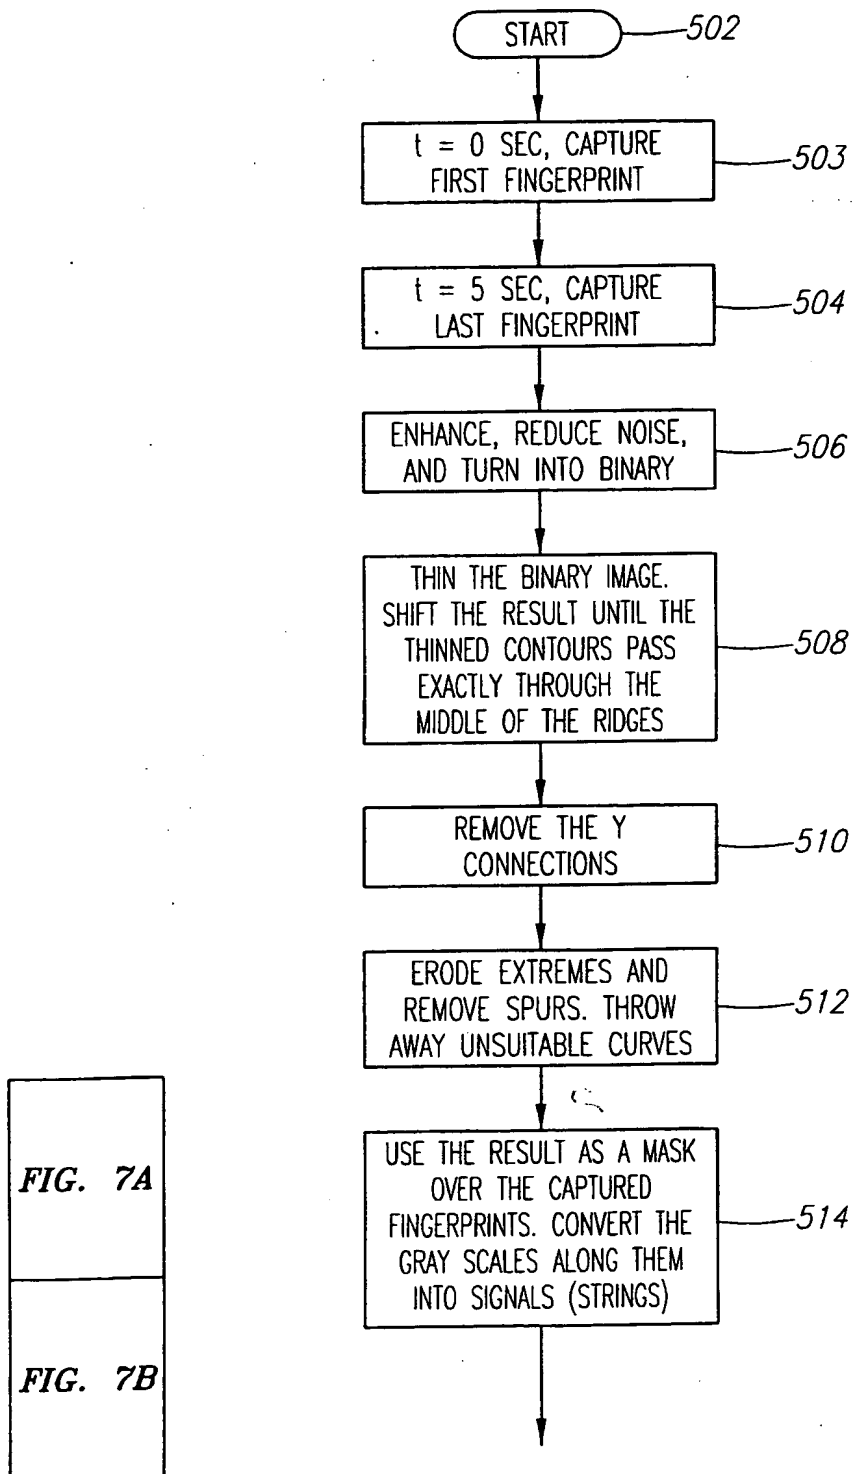 START
502
t = 0 SEC, CAPTURE
FIRST FINGERPRINT
503
t = 5 SEC, CAPTURE
LAST FINGERPRINT
504
ENHANCE, REDUCE NOISE,
AND TURN INTO BINARY
506
THIN THE BINARY IMAGE.
SHIFT THE RESULT UNTIL THE
THINNED CONTOURS PASS
EXACTLY THROUGH THE
MIDDLE OF THE RIDGES
508
REMOVE THE Y
CONNECTIONS
510
ERODE EXTREMES AND
REMOVE SPURS. THROW
AWAY UNSUITABLE CURVES
512
USE THE RESULT AS A MASK
OVER THE CAPTURED
FINGERPRINTS. CONVERT THE
GRAY SCALES ALONG THEM
INTO SIGNALS (STRINGS)
514
FIG. 7A
FIG. 7B